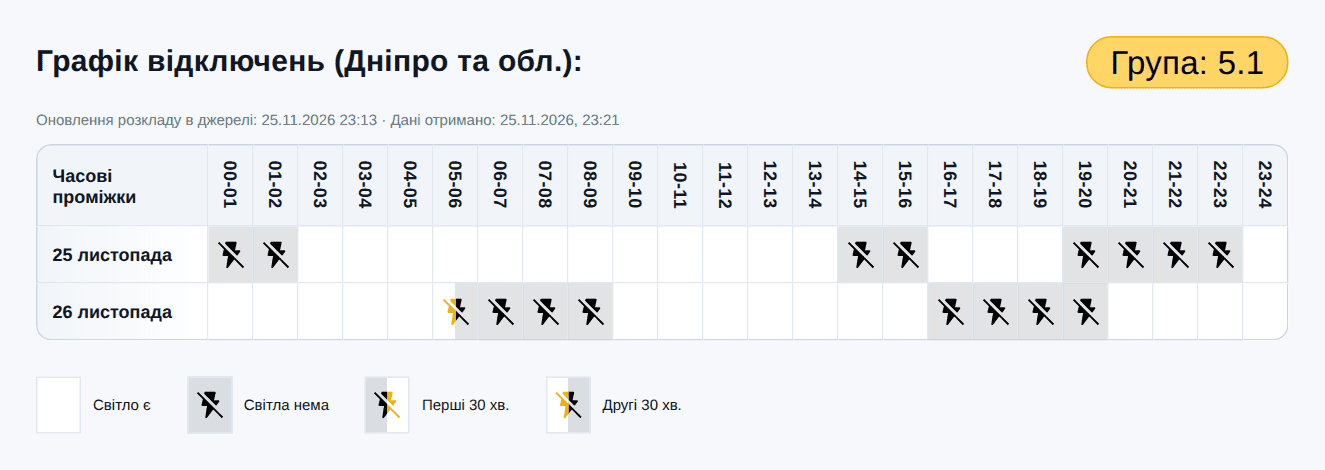 Графік відключень (Дніпро та обл.):
Група: 5.1
Оновлення розкладу в джерелі: 25.11.2026 23:13 · Дані отримано: 25.11.2026, 23:21
Часові
проміжки
00-01
01-02
02-03
03-04
04-05
05-06
06-07
07-08
08-09
09-10
10-11
11-12
12-13
13-14
14-15
15-16
16-17
17-18
18-19
19-20
20-21
21-22
22-23
23-24
25 листопада
26 листопада
Світло є
Світла нема
Перші 30 хв.
Другі 30 хв.